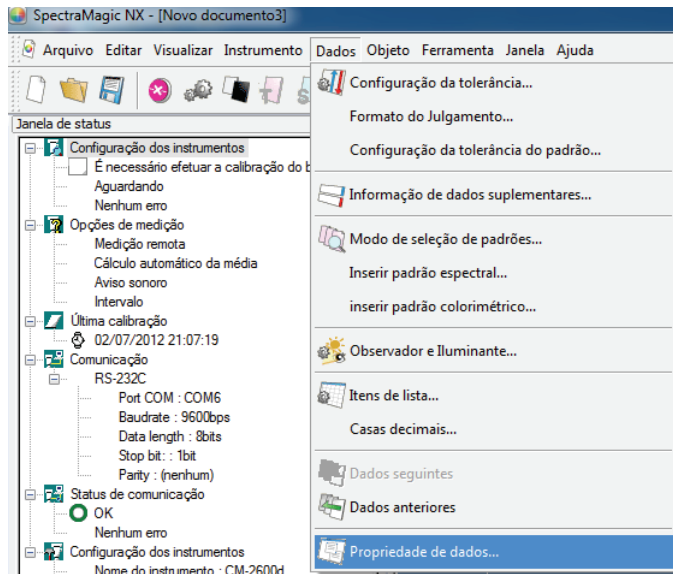 SpectraMagic NX - [Novo documento3]
Arquivo Editar Visualizar Instrumento Dados Objeto Ferramenta Janela Ajuda
Janela de status
Configuração dos instrumentos
É necessário efetuar a calibração do
Aguardando
Nenhum erro
Opções de medição
Medição remota
Cálculo automático da média
Aviso sonoro
Intervalo
Última calibração
02/07/2012 21:07:19
Comunicação
RS-232C
Port COM : COM6
Baudrate : 9600bps
Data length : 8bits
Stop bit: : 1bit
Parity : (nenhum)
Status de comunicação
OK
Nenhum erro
Configuração dos instrumentos
Nome do instrumento : CM-2600d
Configuração da tolerância...
Formato do Julgamento...
Configuração da tolerância do padrão...
Informação de dados suplementares...
Modo de seleção de padrões...
Inserir padrão espectral...
inserir padrão colorimétrico...
Observador e Iluminante...
Itens de lista...
Casas decimais...
Dados seguintes
Dados anteriores
Propriedade de dados...